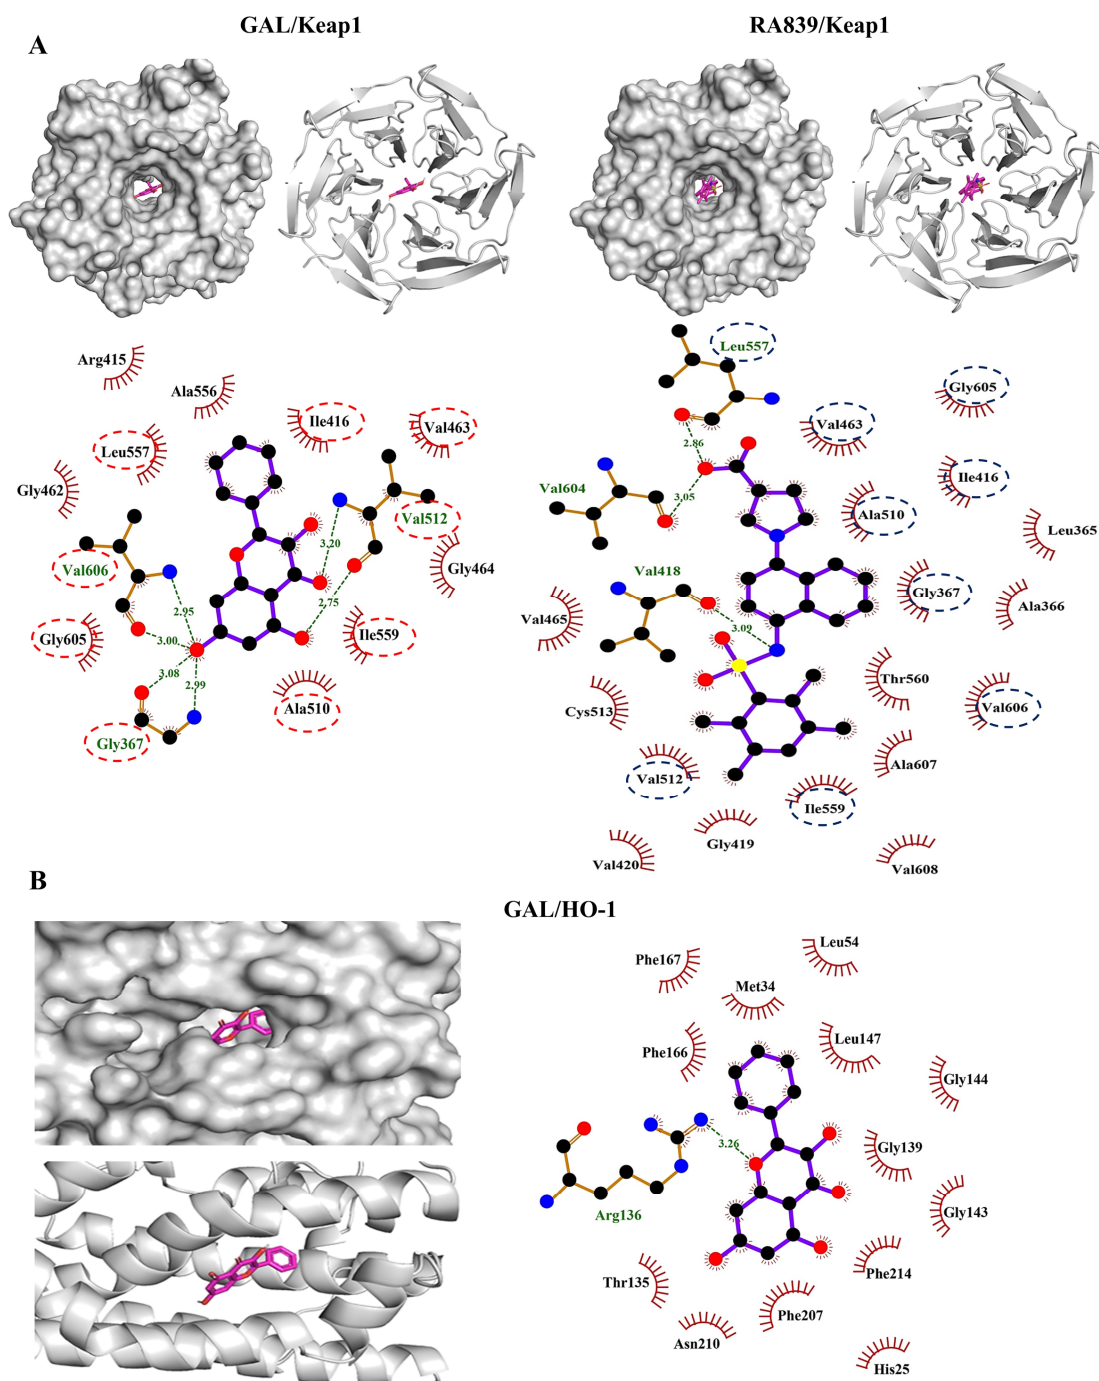 GAL/Keap1
RA839/Keap1
A
Arg415
Ala556
Ile416
Val463
Leu557
Gly462
Val512
Val606
3.20
Gly464
2.75
2.95
Gly605
3.00
Ile559
3.08
2.99
Ala510
Gly367
Leu557
Gly605
2.86
Val463
Ile416
Val604
3.05
Ala510
Leu365
Val418
Gly367
Ala366
Val465
3.09
Thr560
Cys513
Val606
Ala607
Val512
Ile559
Gly419
Val420
Val608
B
GAL/HO-1
Leu54
Phe167
Met34
Leu147
Phe166
Gly144
3.26
Gly139
Arg136
Gly143
Phe214
Thr135
Phe207
Asn210
His25